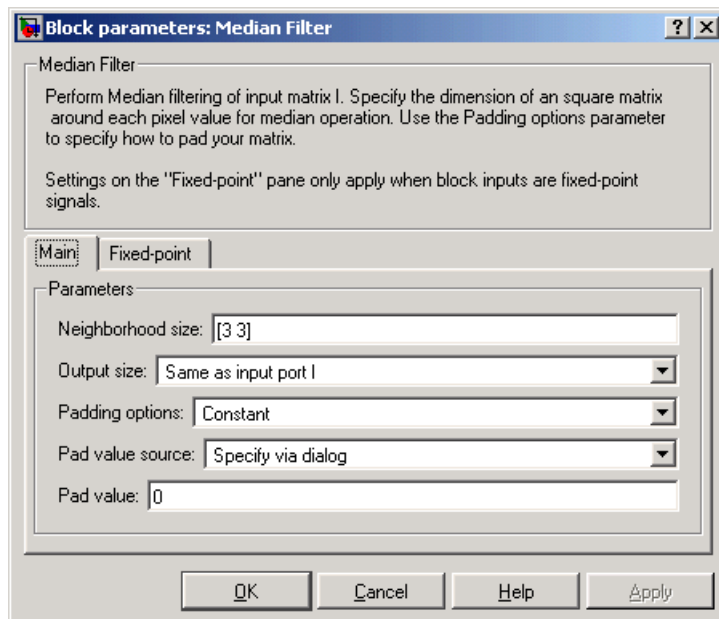 Block parameters: Median Filter
Median Filter
Perform Median filtering of input matrix I. Specify the dimension of an square matrix
around each pixel value for median operation. Use the Padding options parameter
to specify how to pad your matrix.
Settings on the "Fixed-point" pane only apply when block inputs are fixed-point
signals.
Main Fixed-point
Parameters
Neighborhood size: [3 3]
Output size: Same as input port I
Padding options: Constant
Pad value source: Specify via dialog
Pad value: 0
OK Cancel Help Apply